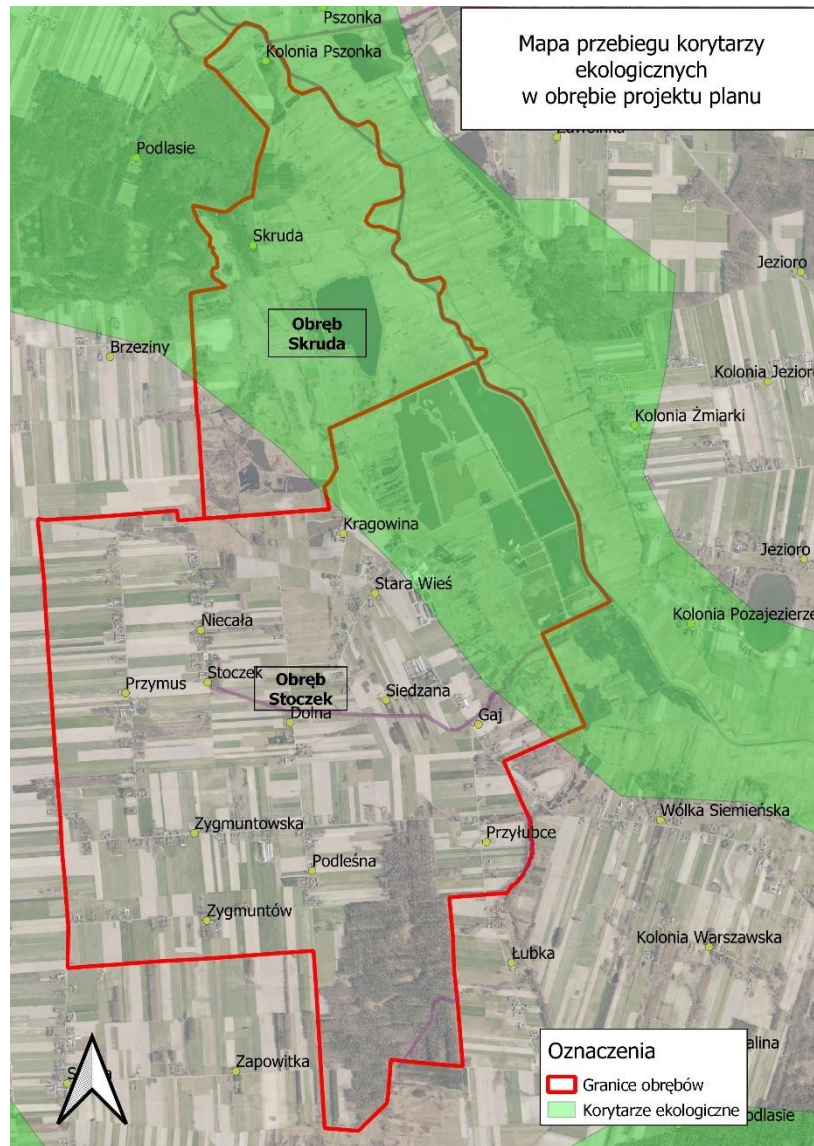 Pszonka
Mapa przebiegu korytarzy
ekologicznych
w obrębie projektu planu
Kolonia Pszonka
Podlasie
Skruda
Jezioro
Obręb
Skruda
Brzeziny
Kolonia Jezioro
Kolonia Żmiarki
Kragowina
Jezioro
Stara Wieś
Niecała
Kolonia Pozajezierze
Stoczek
Obręb
Stoczek
Przymus
Siedzana
Dolna
Gaj
Wólka Siemieńska
Zygmuntowska
Przyłubce
Podleśna
Zygmuntów
Kolonia Warszawska
Łubka
Zapowitka
Oznaczenia
Granice obrębów
Korytarze ekologiczne